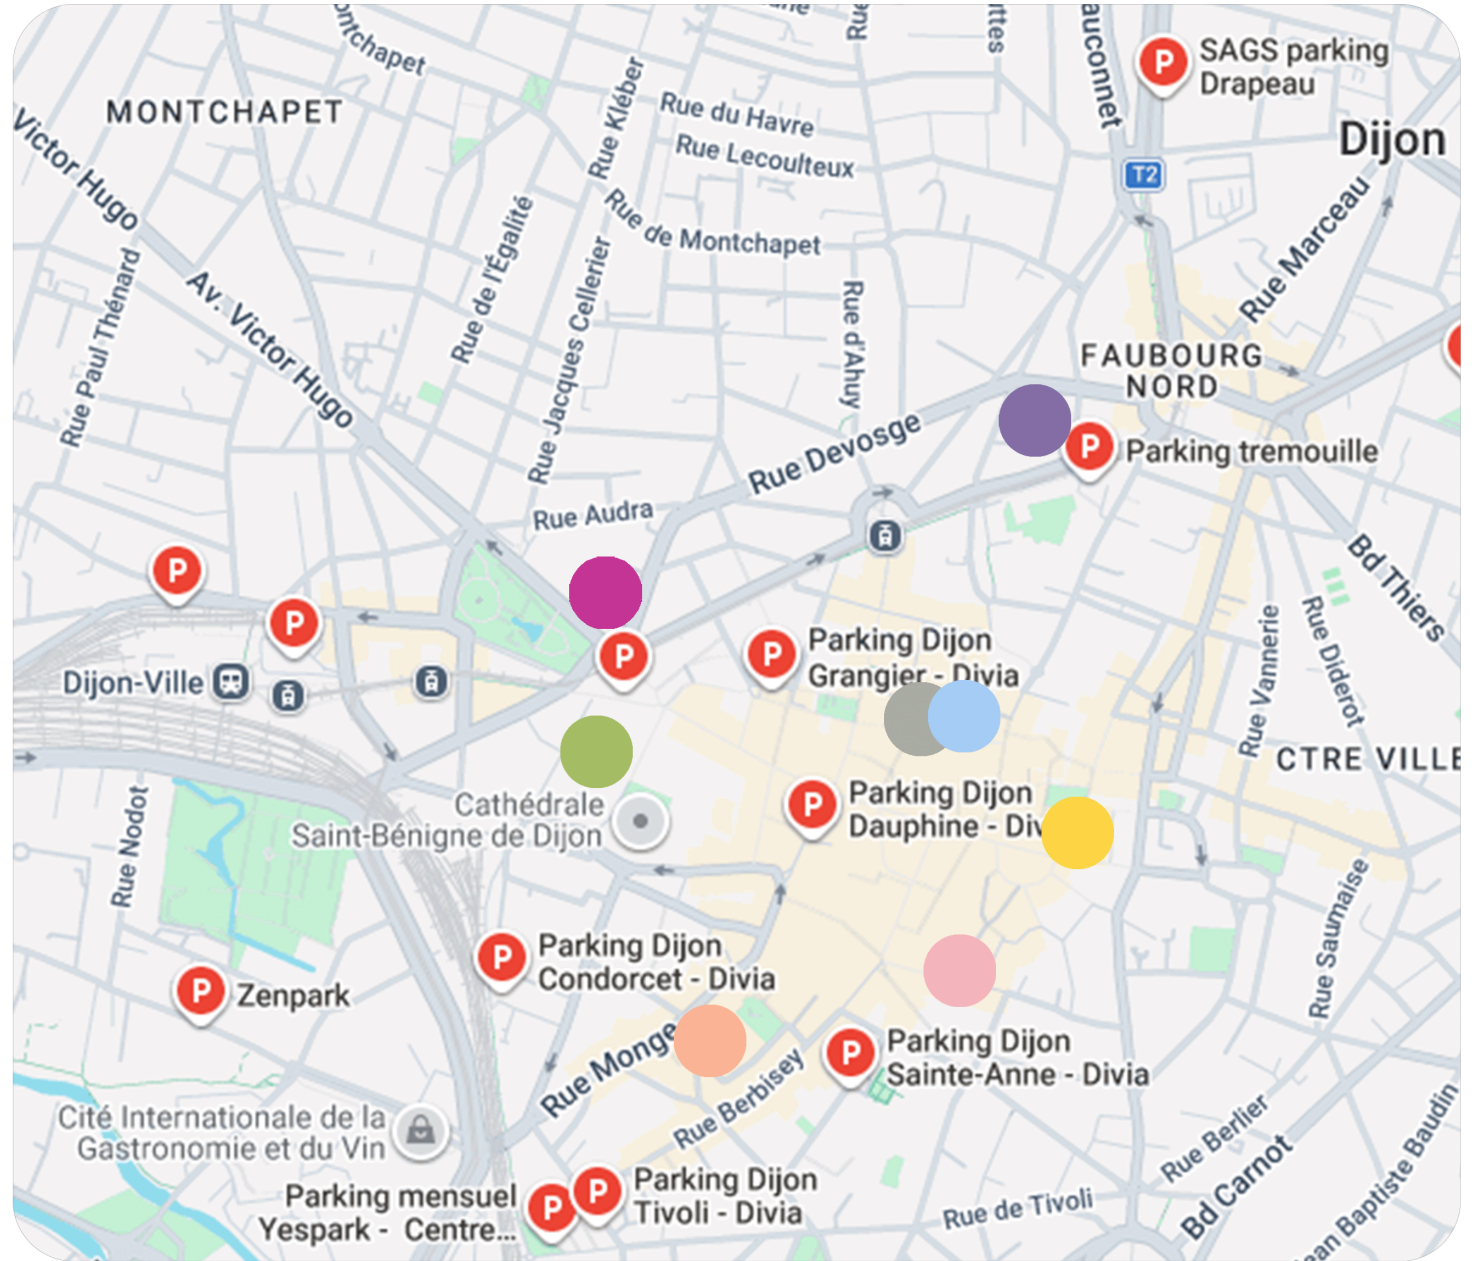 ontchapet
Rue
ttes
auconnet
SAGS parking
Drapeau
MONTCHAPET
Rue Kléber
Rue du Havre
Dijon
Victor Hugo
Rue Lecoulteux
T2
Rue de l'Égalité
Rue de Montchapet
Rue Marceau
Rue Paul Thénard
Av. Victor Hugo
Rue Jacques Cellerier
Rue d'Ahuy
FAUBOURG
NORD
Rue Devosge
P
Parking tremouille
Rue Audra
Bd Thiers
P
P
P
P
Parking Dijon
Grangier - Divia
Rue Vannerie
Rue Diderot
Dijon-Ville
CTRE VILLE
P
Parking Dijon
Dauphine - Div
Cathédrale
Saint-Bénigne de Dijon
Rue Nodot
Rue Saumaise
P
Parking Dijon
Condorcet - Divia
P
Zenpark
Rue Monge
P
Parking Dijon
Sainte-Anne - Divia
Rue Berbisey
Cité Internationale de la
Gastronomie et du Vin
Rue Berlier
Bd Carnot
ean Baptiste Baudin
P
Parking Dijon
Tivoli - Divia
Parking mensuel
Yespark - Centre...
P
Rue de Tivoli
P